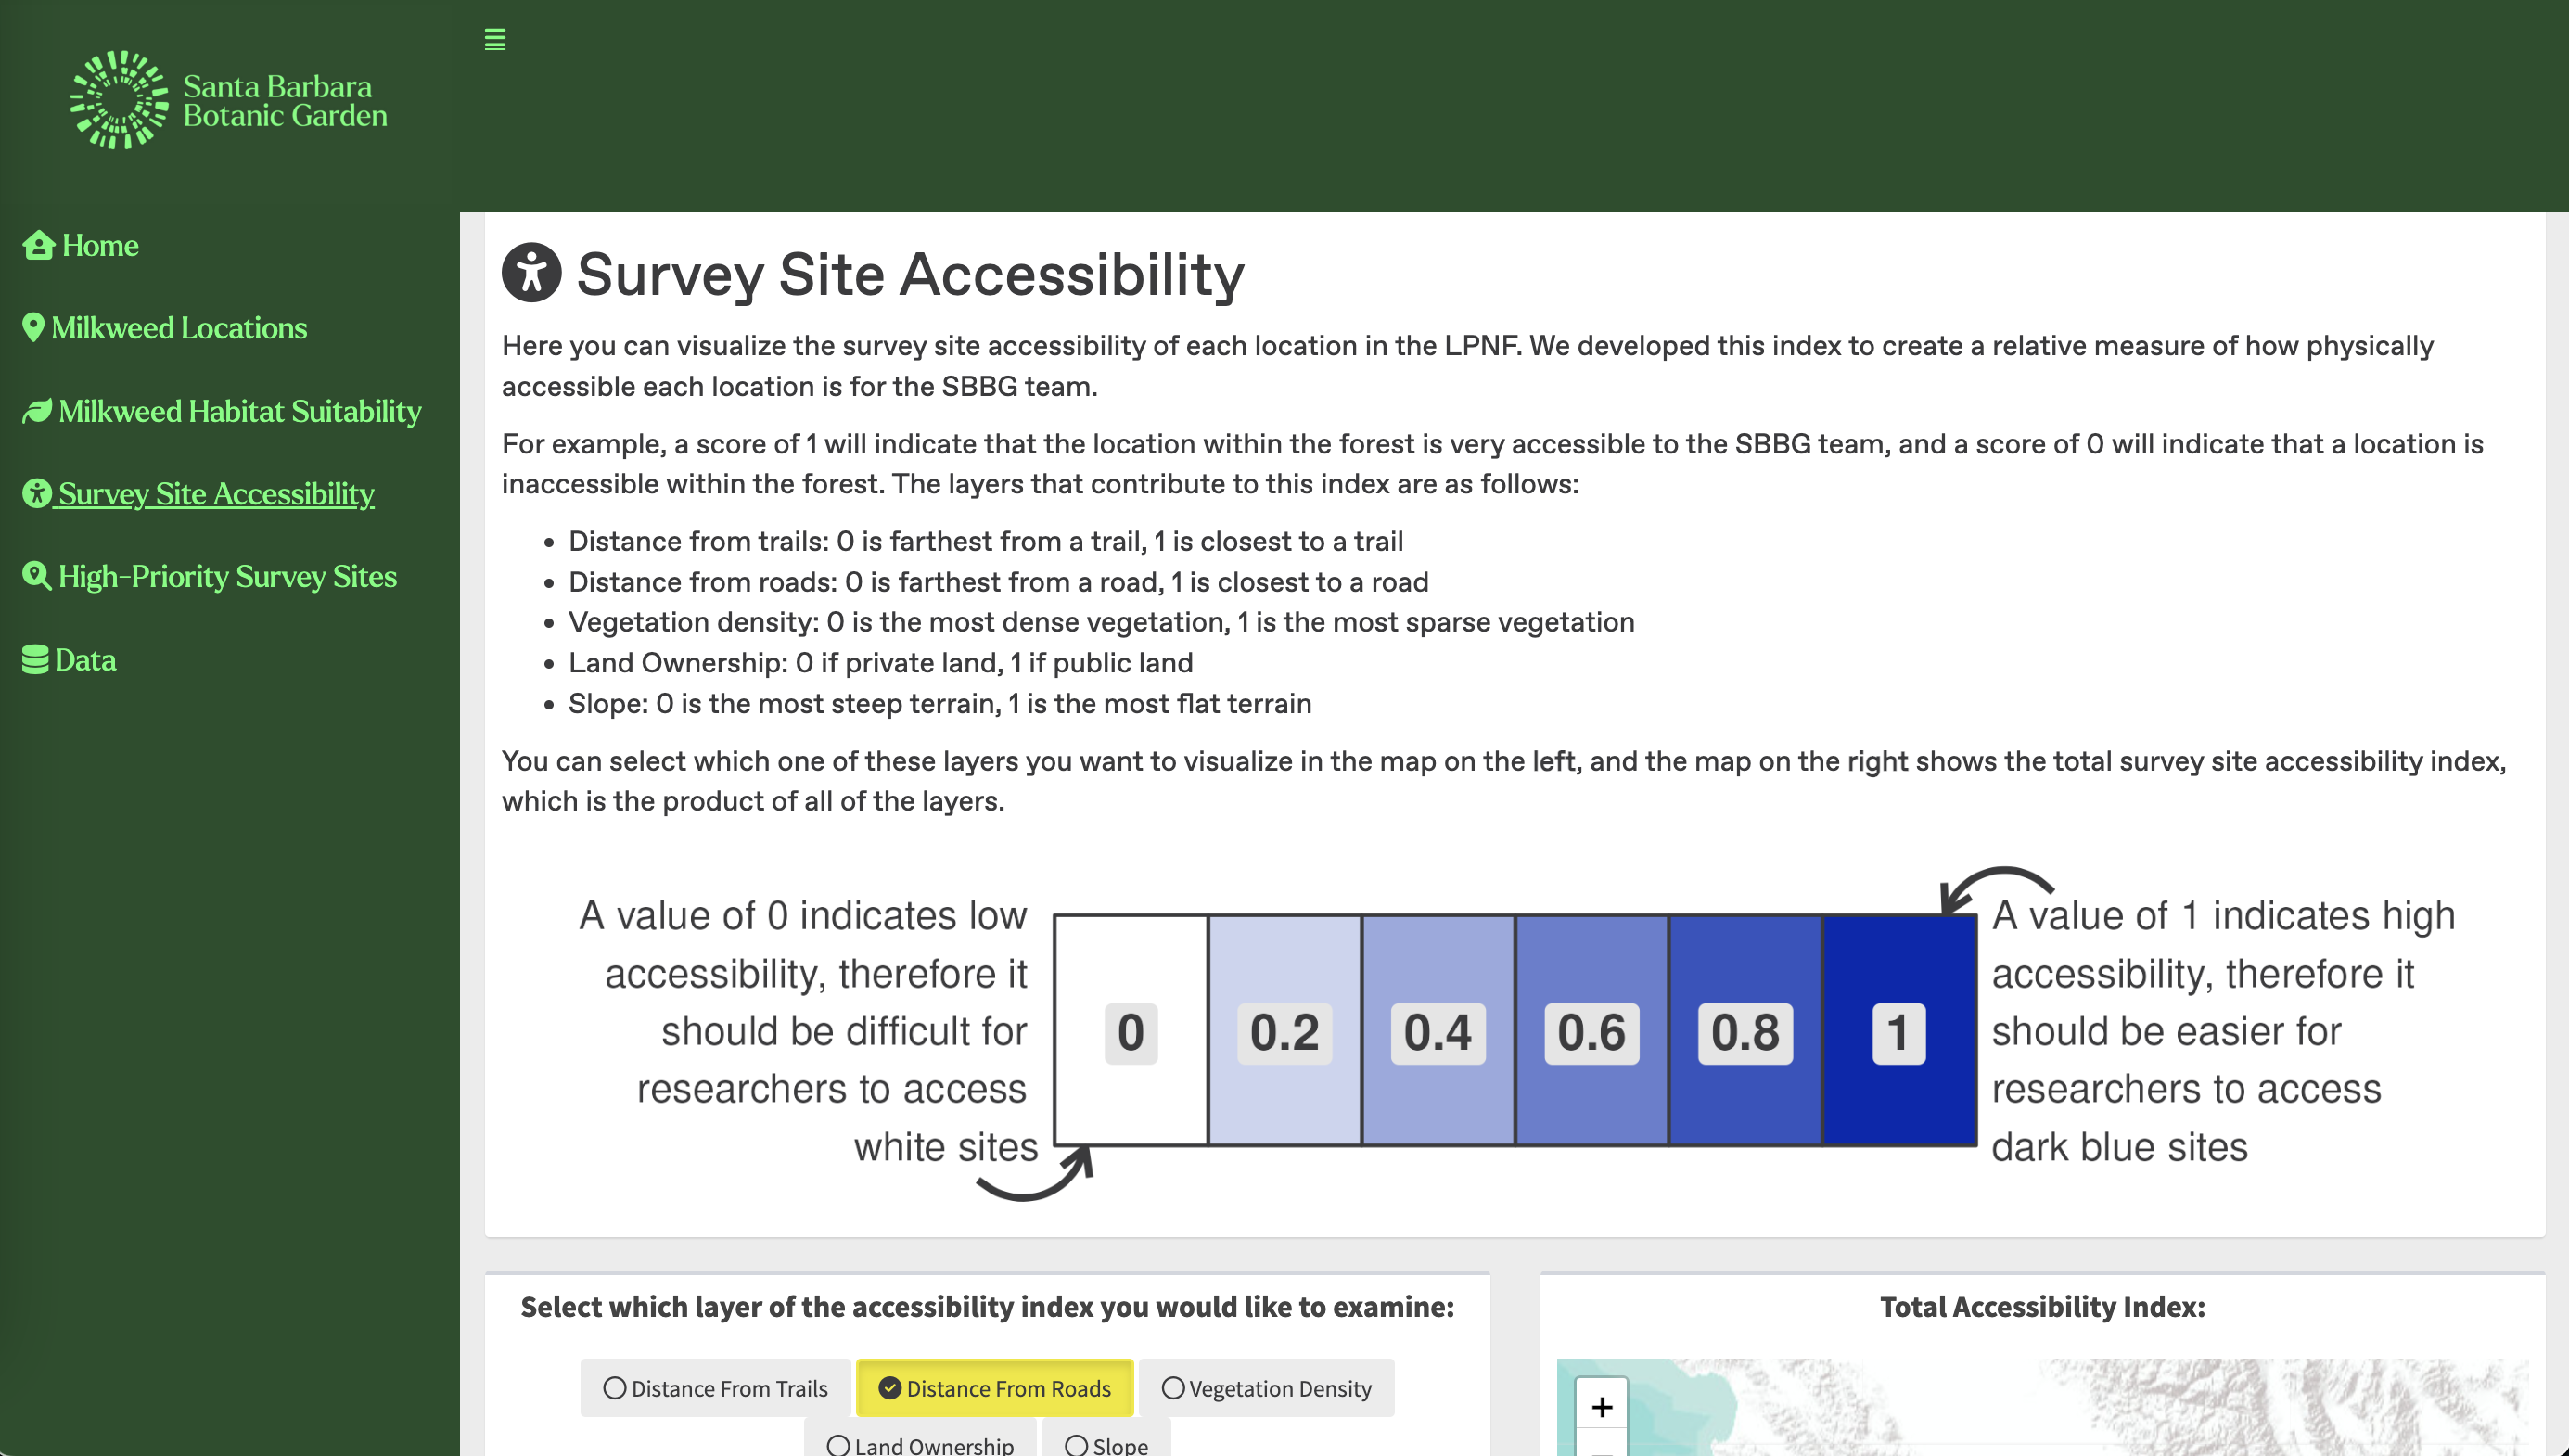 Santa Barbara
Botanic Garden
Home
Milkweed Locations
Milkweed Habitat Suitability
Survey Site Accessibility
High-Priority Survey Sites
Data
Survey Site Accessibility
Here you can visualize the survey site accessibility of each location in the LPNF. We developed this index to create a relative measure of how physically
accessible each location is for the SBBG team.
For example, a score of 1 will indicate that the location within the forest is very accessible to the SBBG team, and a score of 0 will indicate that a location is
inaccessible within the forest. The layers that contribute to this index are as follows:
• Distance from trails: 0 is farthest from a trail, 1 is closest to a trail
• Distance from roads: 0 is farthest from a road, 1 is closest to a road
• Vegetation density: 0 is the most dense vegetation, 1 is the most sparse vegetation
• Land Ownership: 0 if private land, 1 if public land
• Slope: 0 is the most steep terrain, 1 is the most flat terrain
You can select which one of these layers you want to visualize in the map on the left, and the map on the right shows the total survey site accessibility index,
which is the product of all of the layers.
A value of 0 indicates low
accessibility, therefore it
should be difficult for
researchers to access
white sites
0 0.2 0.4 0.6 0.8 1
A value of 1 indicates high
accessibility, therefore it
should be easier for
researchers to access
dark blue sites
Select which layer of the accessibility index you would like to examine:
Distance From Trails Distance From Roads Vegetation Density
Land Ownership Slope
Total Accessibility Index:
+